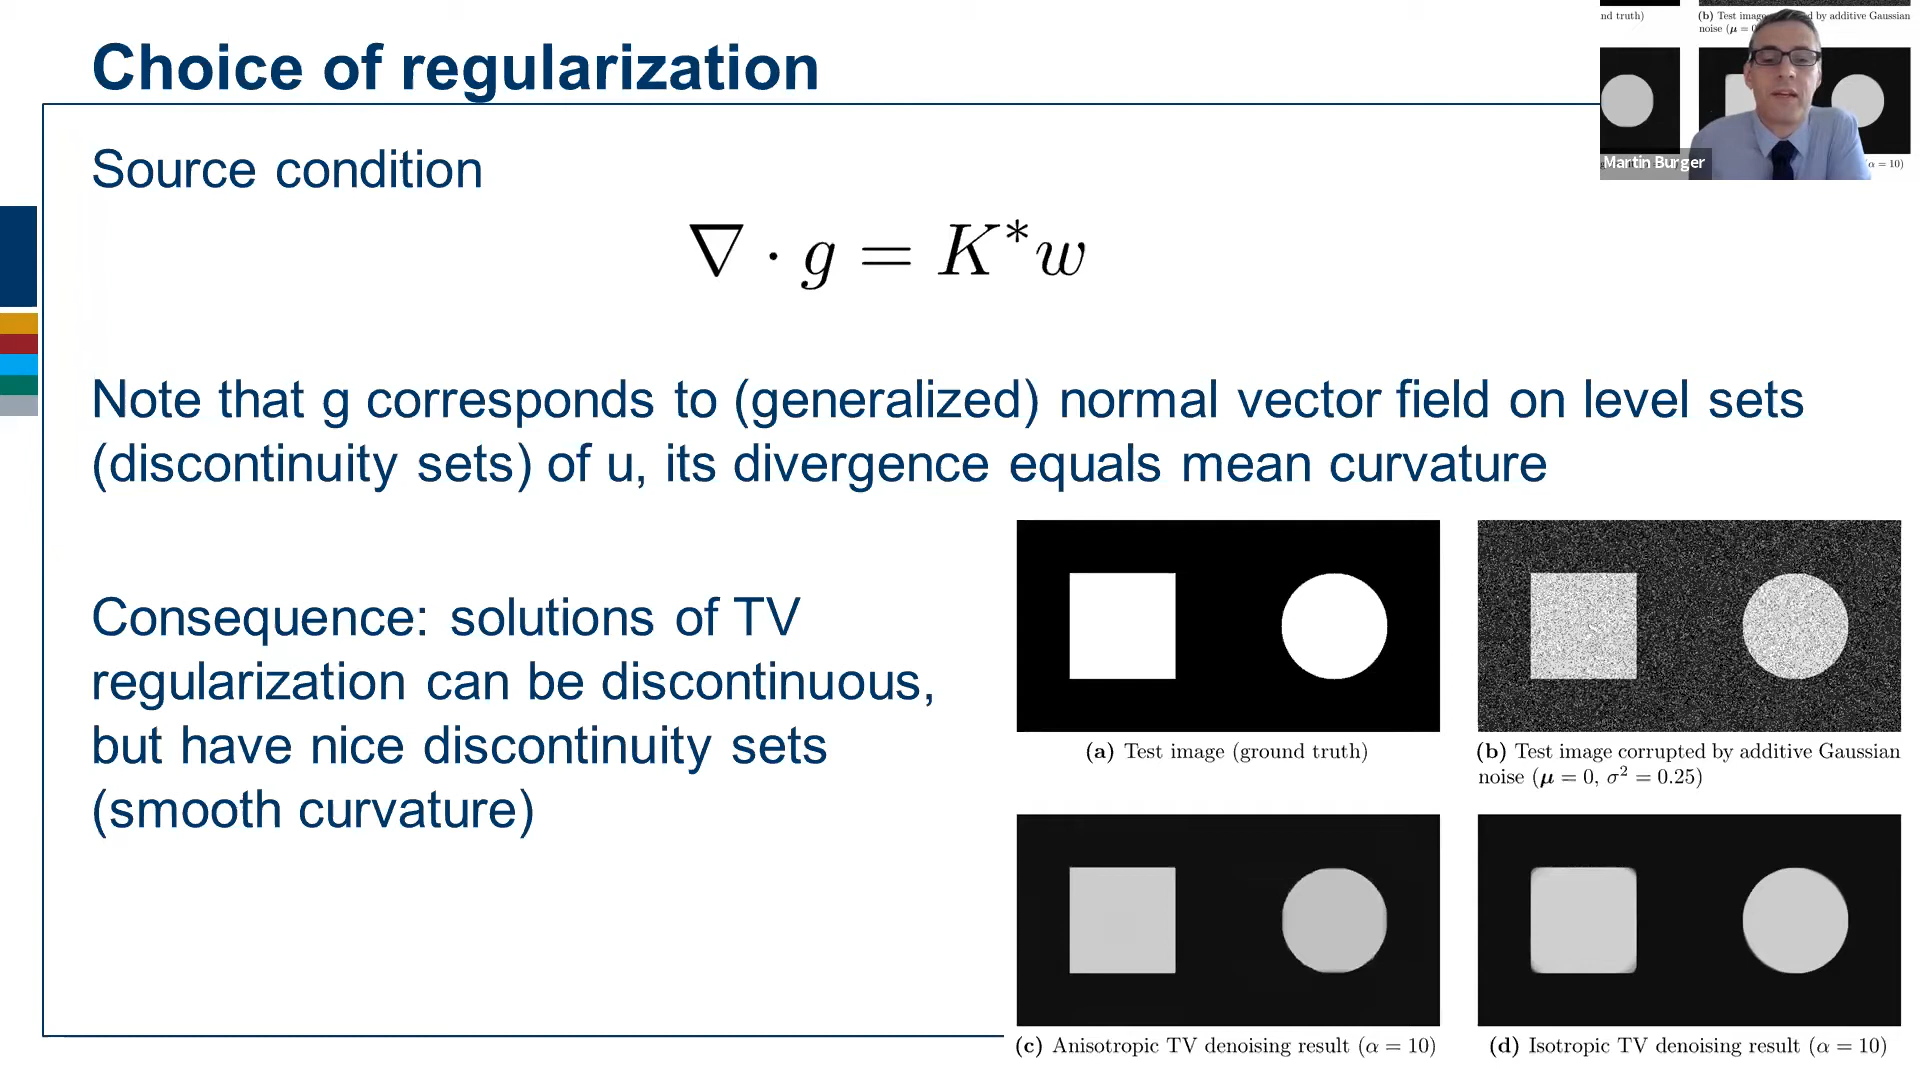 Choice of regularization
nd truth)
(b) Test image
d by additive Gaussian
noise (μ = 0
Martin Burger
α = 10)
Source condition
∇ · g = K*w
Note that g corresponds to (generalized) normal vector field on level sets
(discontinuity sets) of u, its divergence equals mean curvature
Consequence: solutions of TV
regularization can be discontinuous,
but have nice discontinuity sets
(smooth curvature)
(a) Test image (ground truth)
(b) Test image corrupted by additive Gaussian
noise (μ = 0, σ² = 0.25)
(c) Anisotropic TV denoising result (α = 10)
(d) Isotropic TV denoising result (α = 10)